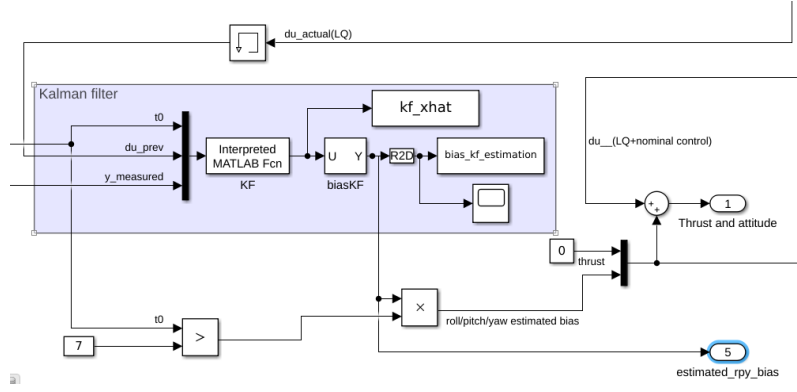 du_actual(LQ)
Kalman filter
t0
du_prev
y_measured
Interpreted
MATLAB Fcn
KF
U Y
biasKF
kf_xhat
R2D
bias_kf_estimation
du__(LQ+nominal control)
+
+
1
Thrust and attitude
0
thrust
t0
7
>
×
roll/pitch/yaw estimated bias
5
estimated_rpy_bias